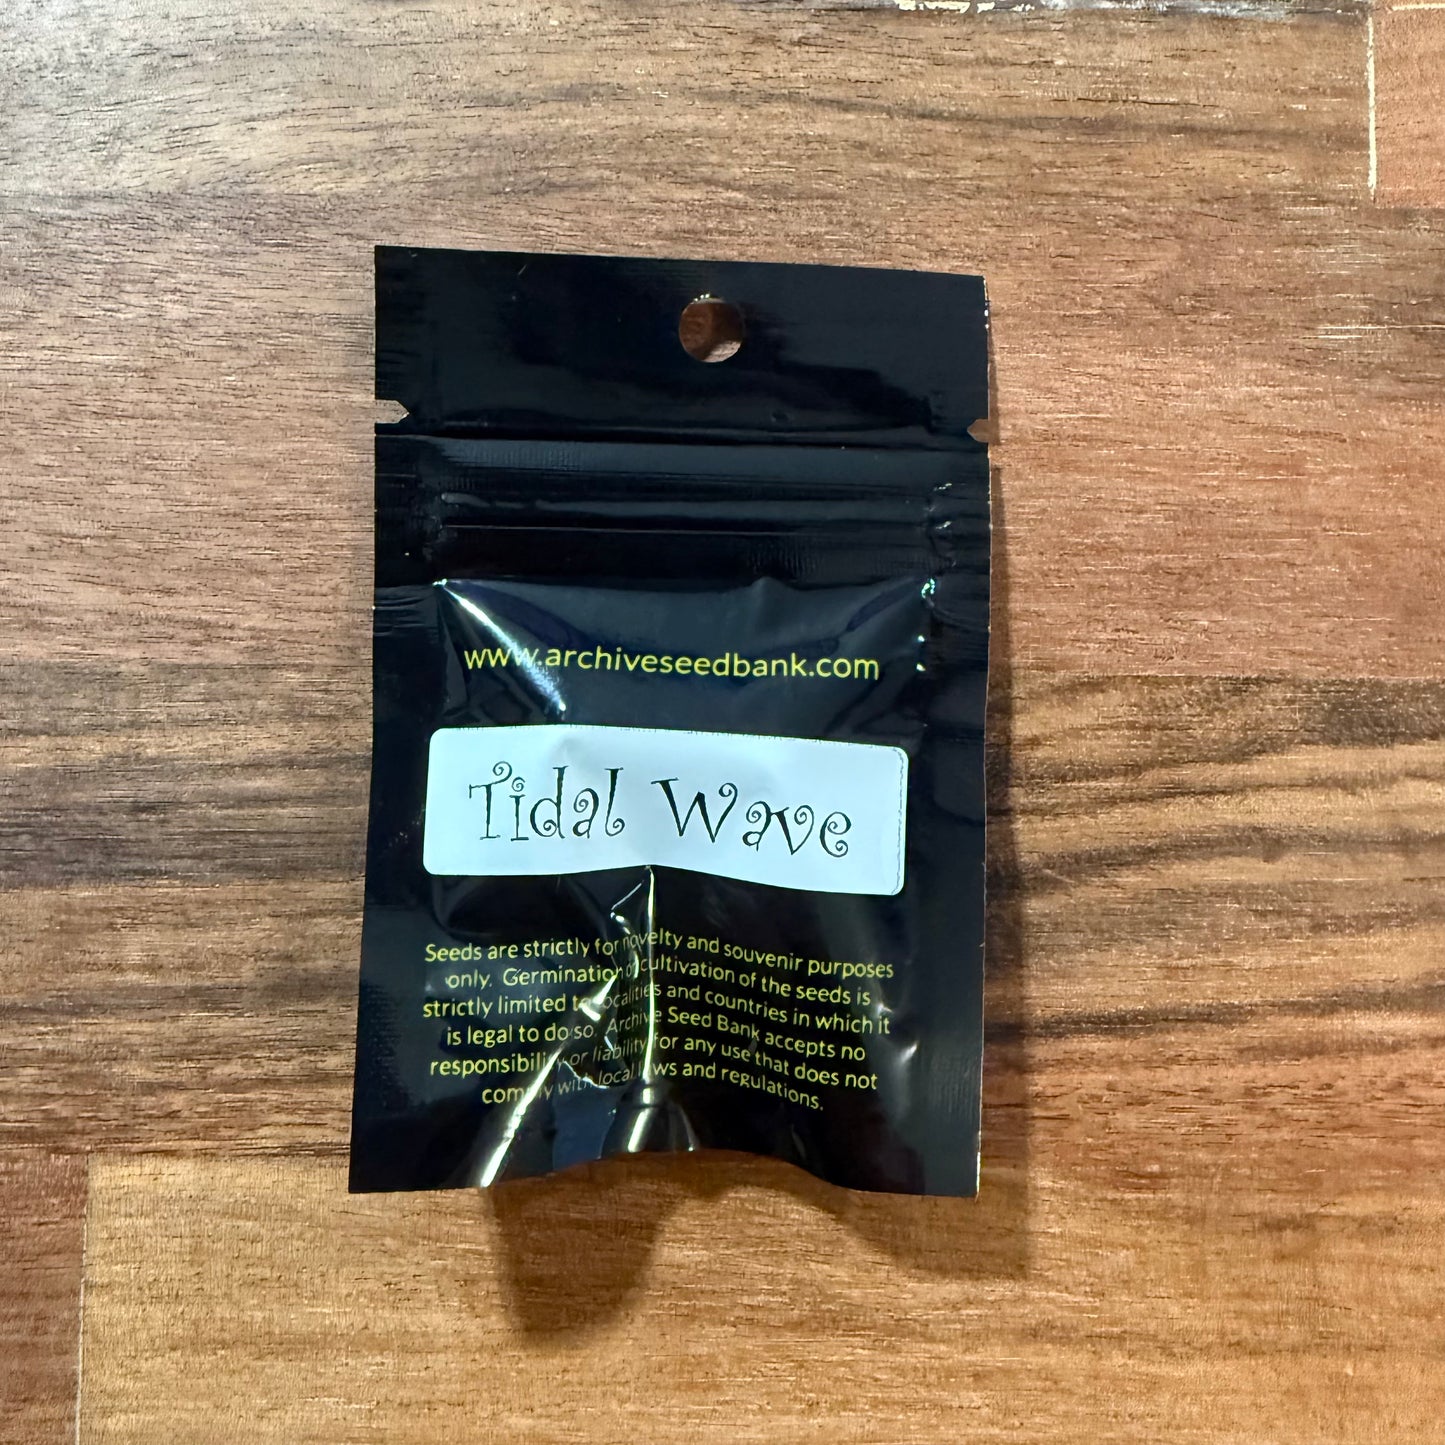 www.archiveseedbank.com
Tidal Wave
Seeds are strictly for novelty and souvenir purposes
only. Germination or cultivation of the seeds is
strictly limited to localities and countries in which it
is legal to do so. Archive Seed Bank accepts no
responsibility or liability for any use that does not
comply with local laws and regulations.